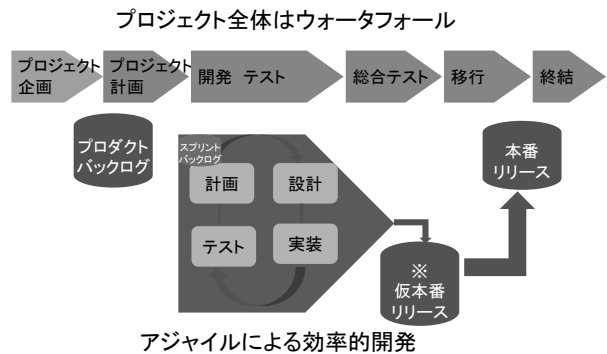 プロジェクト全体はウォータフォール
プロジェクト
企画
プロジェクト
計画
開発 テスト
総合テスト
移行
終結
プロダクト
バックログ
スプリント
バックログ
計画
設計
テスト
実装
本番
リリース
※
仮本番
リリース
アジャイルによる効率的開発